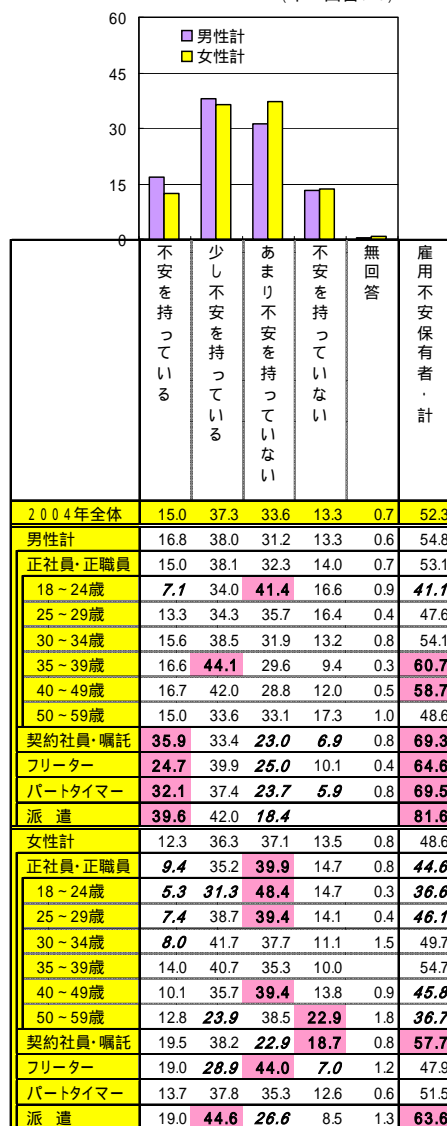 60
男性計
女性計
45
30
15
0
不安を持っている
少し不安を持っている
あまり不安を持っていない
不安を持っていない
無回答
雇用不安保有者・計
2004年全体 15.0 37.3 33.6 13.3 0.7 52.3
男性計 16.8 38.0 31.2 13.3 0.6 54.8
正社員・正職員 15.0 38.1 32.3 14.0 0.7 53.1
18~24歳 7.1 34.0 41.4 16.6 0.9 41.1
25~29歳 13.3 34.3 35.7 16.4 0.4 47.6
30~34歳 15.6 38.5 31.9 13.2 0.8 54.1
35~39歳 16.6 44.1 29.6 9.4 0.3 60.7
40~49歳 16.7 42.0 28.8 12.0 0.5 58.7
50~59歳 15.0 33.6 33.1 17.3 1.0 48.6
契約社員・嘱託 35.9 33.4 23.0 6.9 0.8 69.3
フリーター 24.7 39.9 25.0 10.1 0.4 64.6
パートタイマー 32.1 37.4 23.7 5.9 0.8 69.5
派遣 39.6 42.0 18.4 81.6
女性計 12.3 36.3 37.1 13.5 0.8 48.6
正社員・正職員 9.4 35.2 39.9 14.7 0.8 44.6
18~24歳 5.3 31.3 48.4 14.7 0.3 36.6
25~29歳 7.4 38.7 39.4 14.1 0.4 46.1
30~34歳 8.0 41.7 37.7 11.1 1.5 49.7
35~39歳 14.0 40.7 35.3 10.0 54.7
40~49歳 10.1 35.7 39.4 13.8 0.9 45.8
50~59歳 12.8 23.9 38.5 22.9 1.8 36.7
契約社員・嘱託 19.5 38.2 22.9 18.7 0.8 57.7
フリーター 19.0 28.9 44.0 7.0 1.2 47.9
パートタイマー 13.7 37.8 35.3 12.6 0.6 51.5
派遣 19.0 44.6 26.6 8.5 1.3 63.6